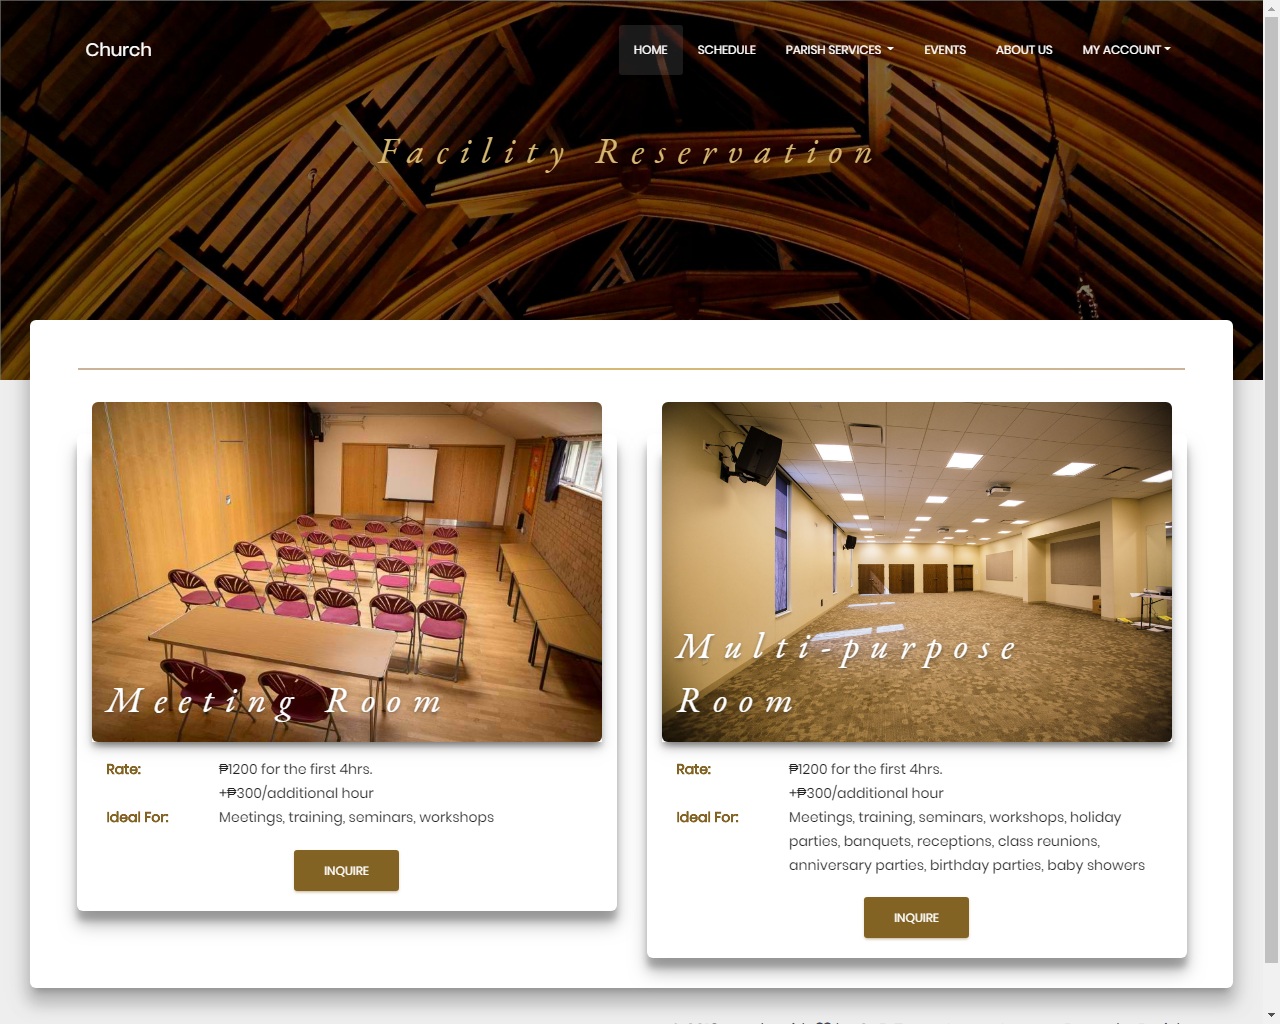 Church
HOME
SCHEDULE
PARISH SERVICES
EVENTS
ABOUT US
MY ACCOUNT
Facility Reservation
Meeting Room
Rate:
₱1200 for the first 4hrs.
+₱300/additional hour
Ideal For:
Meetings, training, seminars, workshops
INQUIRE
Multi-purpose
Room
Rate:
₱1200 for the first 4hrs.
+₱300/additional hour
Ideal For:
Meetings, training, seminars, workshops, holiday
parties, banquets, receptions, class reunions,
anniversary parties, birthday parties, baby showers
INQUIRE